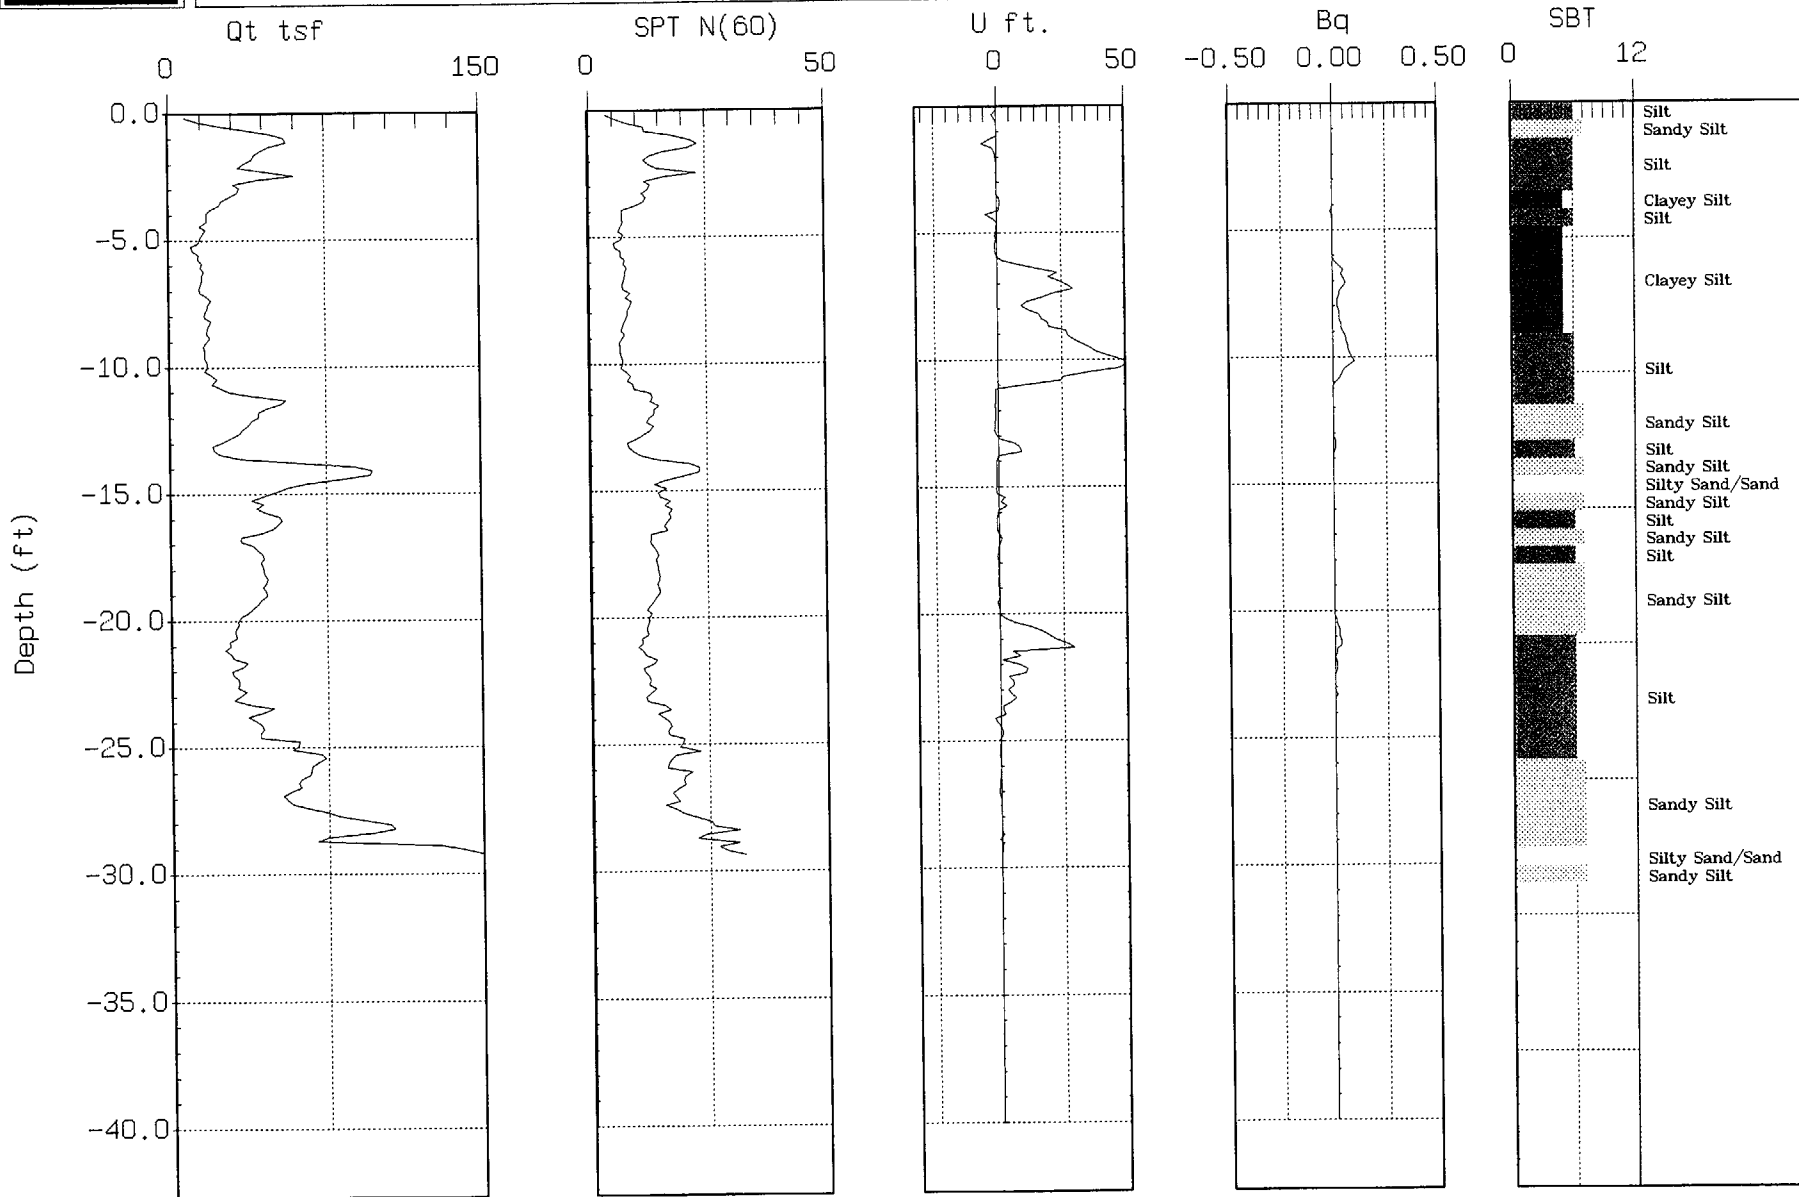 Qt tsf
SPT N(60)
U ft.
Bq
SBT
0 150
0 50
0 50
-0.50 0.00 0.50
0 12
Depth (ft)
0.0
-5.0
-10.0
-15.0
-20.0
-25.0
-30.0
-35.0
-40.0
Silt
Sandy Silt
Silt
Clayey Silt
Silt
Clayey Silt
Silt
Sandy Silt
Silt
Sandy Silt
Silty Sand/Sand
Sandy Silt
Silt
Sandy Silt
Silt
Sandy Silt
Silt
Sandy Silt
Silty Sand/Sand
Sandy Silt